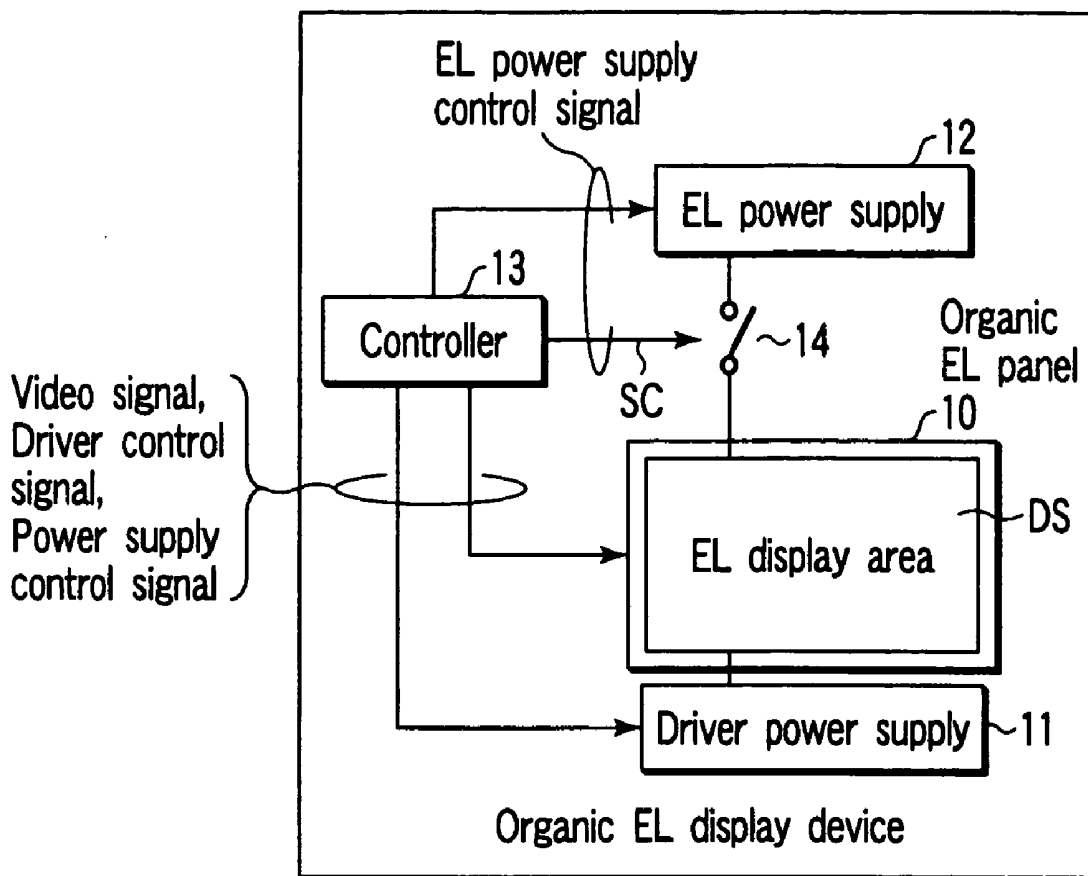 EL power supply
control signal
12
EL power supply
13
Controller
14
SC
Organic
EL panel
10
Video signal,
Driver control
signal,
Power supply
control signal
DS
EL display area
Driver power supply
11
Organic EL display device